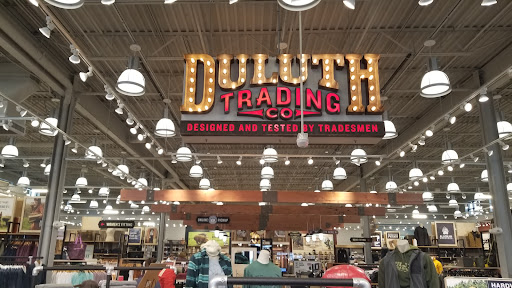 DULUTH
TRADING
CO
DESIGNED AND TESTED BY TRADESMEN